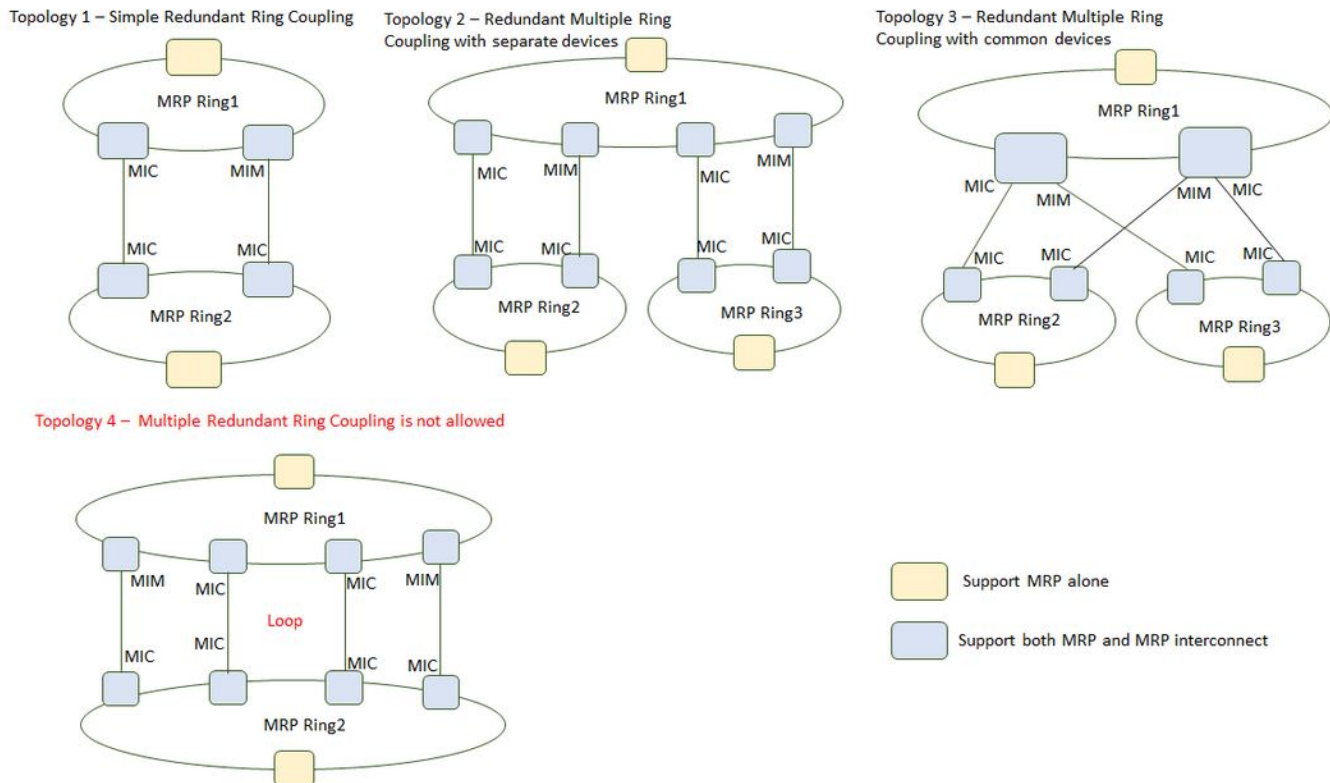 Topology 1 – Simple Redundant Ring Coupling
MRP Ring1
MIC
MIM
MIC
MIC
MRP Ring2
Topology 2 – Redundant Multiple Ring
Coupling with separate devices
MRP Ring1
MIC
MIM
MIC
MIM
MIC
MIC
MIC
MIC
MRP Ring2
MRP Ring3
Topology 3 – Redundant Multiple Ring
Coupling with common devices
MRP Ring1
MIC
MIM
MIM
MIC
MIC
MIC
MIC
MIC
MRP Ring2
MRP Ring3
Topology 4 – Multiple Redundant Ring Coupling is not allowed
MRP Ring1
MIM
MIC
MIC
MIM
Loop
MIC
MIC
MIC
MIC
MRP Ring2
Support MRP alone
Support both MRP and MRP interconnect